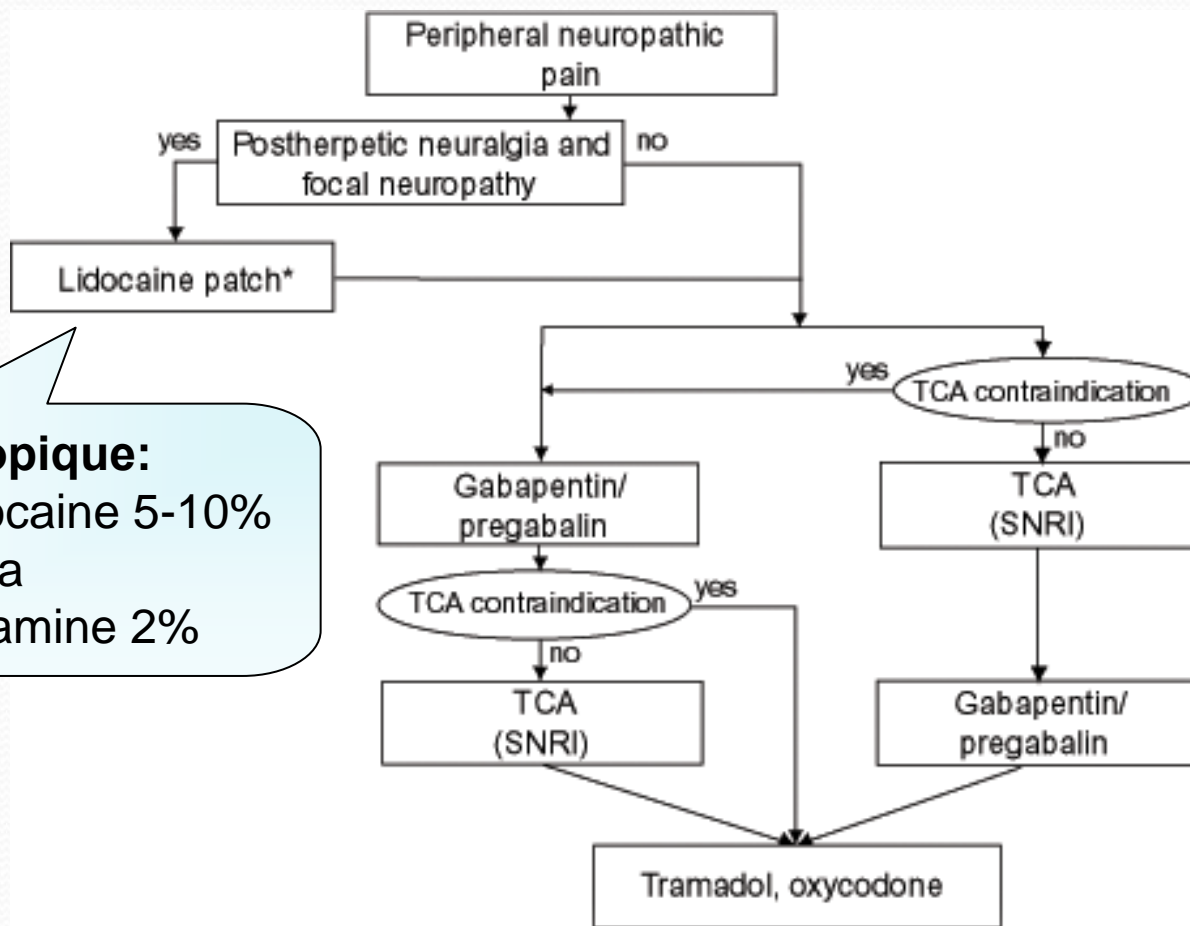 Peripheral neuropathic
pain
yes
Postherpetic neuralgia and
focal neuropathy
no
Lidocaine patch*
yes
TCA contraindication
no
opique:
ocaine 5-10%
a
amine 2%
Gabapentin/
pregabalin
TCA
(SNRI)
TCA contraindication
yes
no
TCA
(SNRI)
Gabapentin/
pregabalin
Tramadol, oxycodone